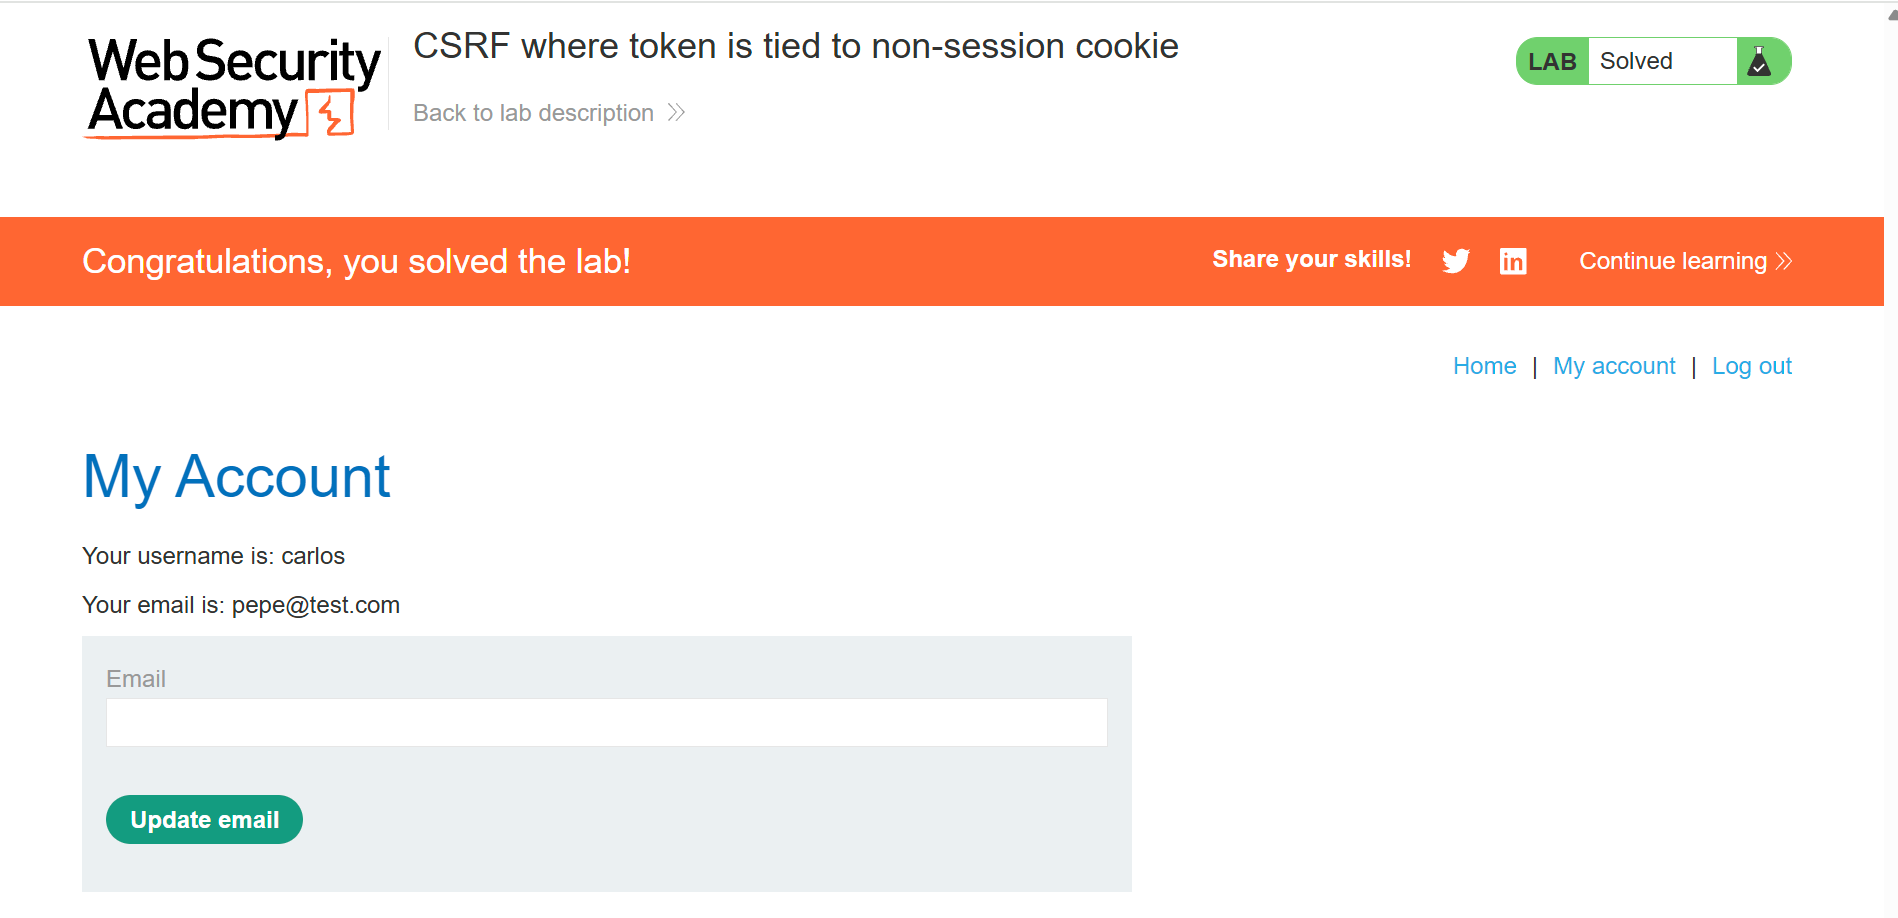 Web Security
Academy
CSRF where token is tied to non-session cookie
Back to lab description
LAB Solved
Congratulations, you solved the lab!
Share your skills!
in
Continue learning
Home | My account | Log out
My Account
Your username is: carlos
Your email is: pepe@test.com
Email
Update email